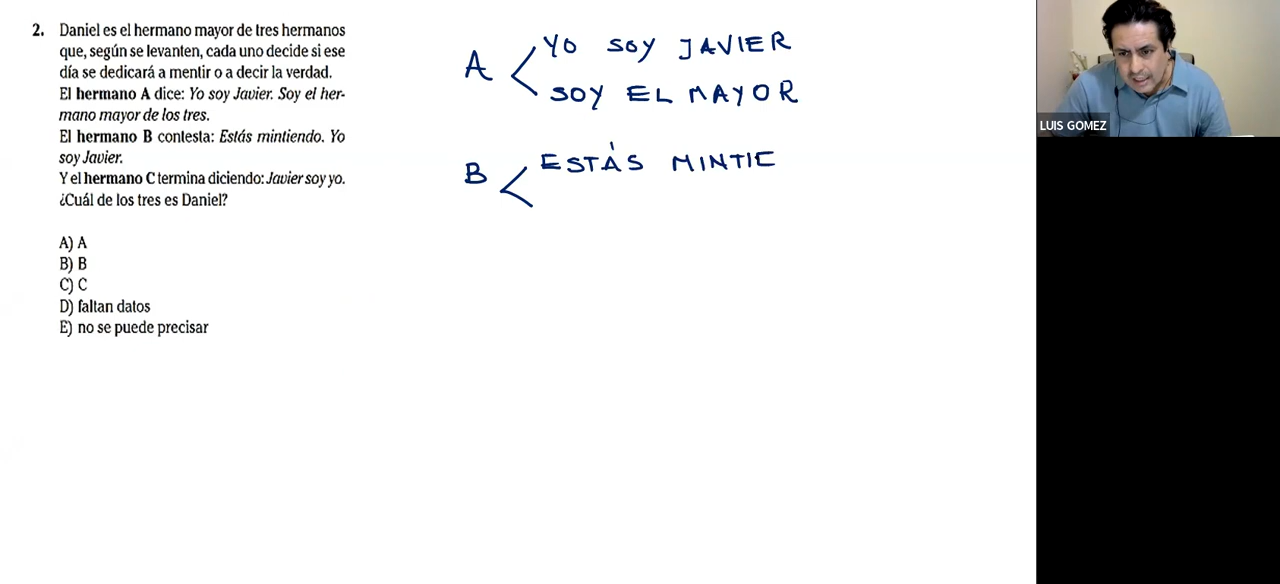 2. Daniel es el hermano mayor de tres hermanos
que, según se levanten, cada uno decide si ese
día se dedicará a mentir o a decir la verdad.
El hermano A dice: Yo soy Javier. Soy el her-
mano mayor de los tres.
El hermano B contesta: Estás mintiendo. Yo
soy Javier.
Y el hermano C termina diciendo: Javier soy yo.
¿Cuál de los tres es Daniel?
A) A
B) B
C) C
D) faltan datos
E) no se puede precisar
YO SOY JAVIER
A
SOY EL MAYOR
ESTÁS MINTIE
B
LUIS GOMEZ